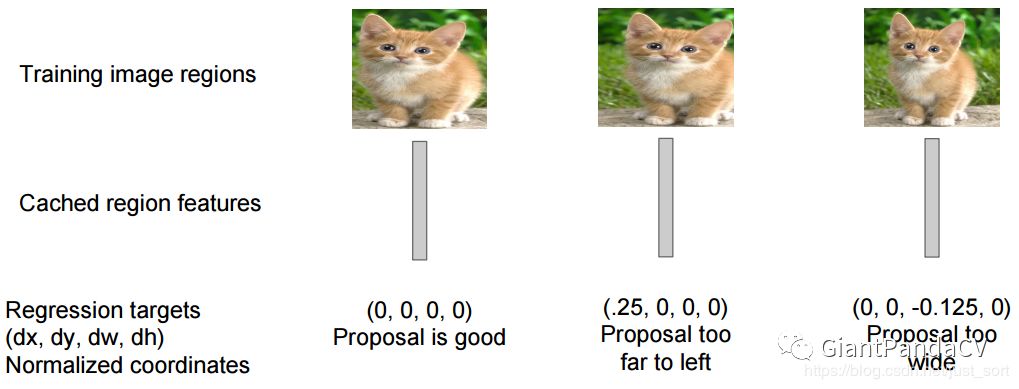 Training image regions
Cached region features
Regression targets
(dx, dy, dw, dh)
Normalized coordinates
(0, 0, 0, 0)
Proposal is good
(.25, 0, 0, 0)
Proposal too
far to left
(0, 0, -0.125, 0)
Proposal too
wide
GiantPandaCV
https://blog.csdn.net/just_sort